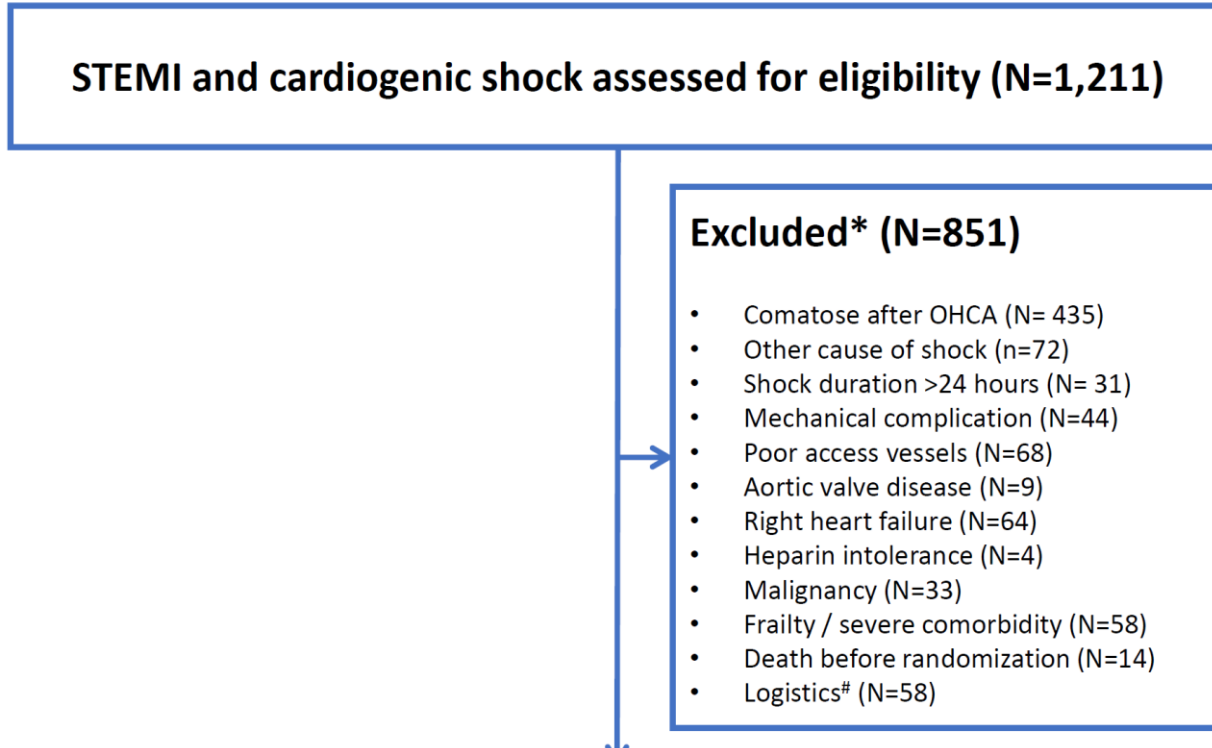 STEMI and cardiogenic shock assessed for eligibility (N=1,211)
Excluded* (N=851)
• Comatose after OHCA (N= 435)
• Other cause of shock (n=72)
• Shock duration >24 hours (N= 31)
• Mechanical complication (N=44)
• Poor access vessels (N=68)
• Aortic valve disease (N=9)
• Right heart failure (N=64)
• Heparin intolerance (N=4)
• Malignancy (N=33)
• Frailty / severe comorbidity (N=58)
• Death before randomization (N=14)
• Logistics# (N=58)